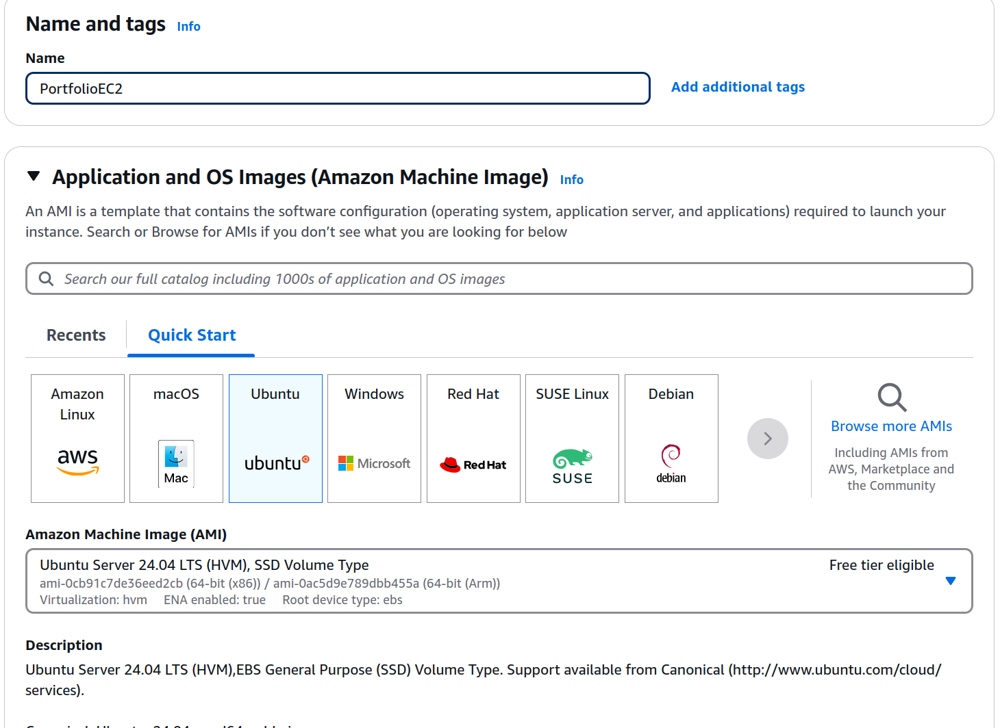 Name and tags Info
Name
PortfolioEC2
Add additional tags
Application and OS Images (Amazon Machine Image) Info
An AMI is a template that contains the software configuration (operating system, application server, and applications) required to launch your
instance. Search or Browse for AMIs if you don’t see what you are looking for below
Search our full catalog including 1000s of application and OS images
Recents
Quick Start
Amazon
Linux
aws
macOS
Mac
Ubuntu
ubuntu
Windows
Microsoft
Red Hat
Red Hat
SUSE Linux
SUSE
Debian
debian
Browse more AMIs
Including AMIs from
AWS, Marketplace and
the Community
Amazon Machine Image (AMI)
Ubuntu Server 24.04 LTS (HVM), SSD Volume Type
Free tier eligible
ami-0cb91c7de36eed2cb (64-bit (x86)) / ami-0ac5d9e789dbb455a (64-bit (Arm))
Virtualization: hvm ENA enabled: true Root device type: ebs
Description
Ubuntu Server 24.04 LTS (HVM),EBS General Purpose (SSD) Volume Type. Support available from Canonical (http://www.ubuntu.com/cloud/
services).